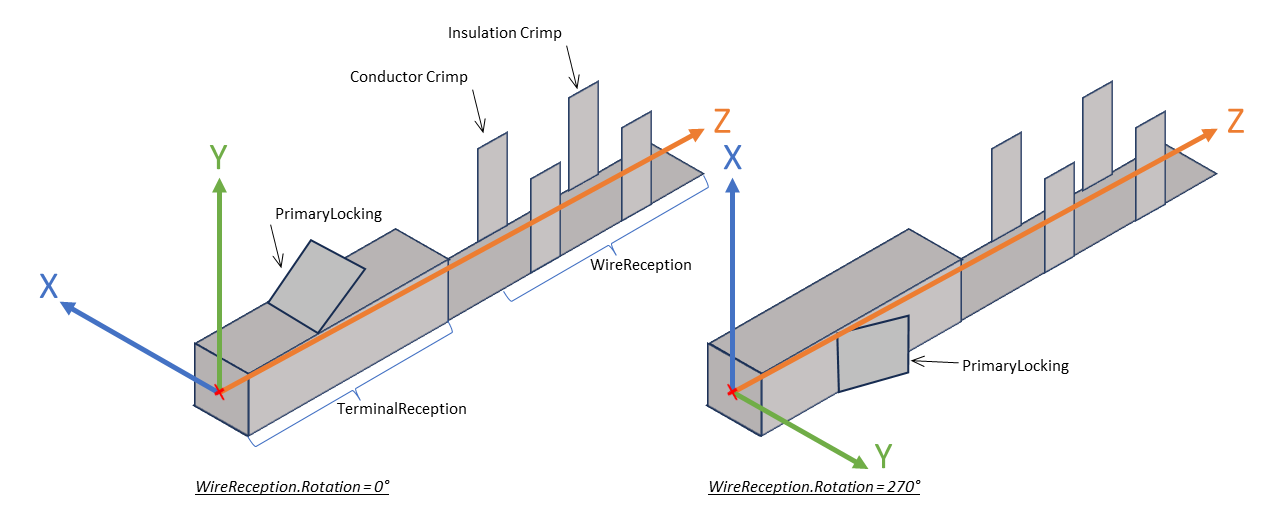 Insulation Crimp
Conductor Crimp
Z
Y
PrimaryLocking
X
WireReception
TerminalReception
WireReception.Rotation = 0°
Z
X
PrimaryLocking
Y
WireReception.Rotation = 270°